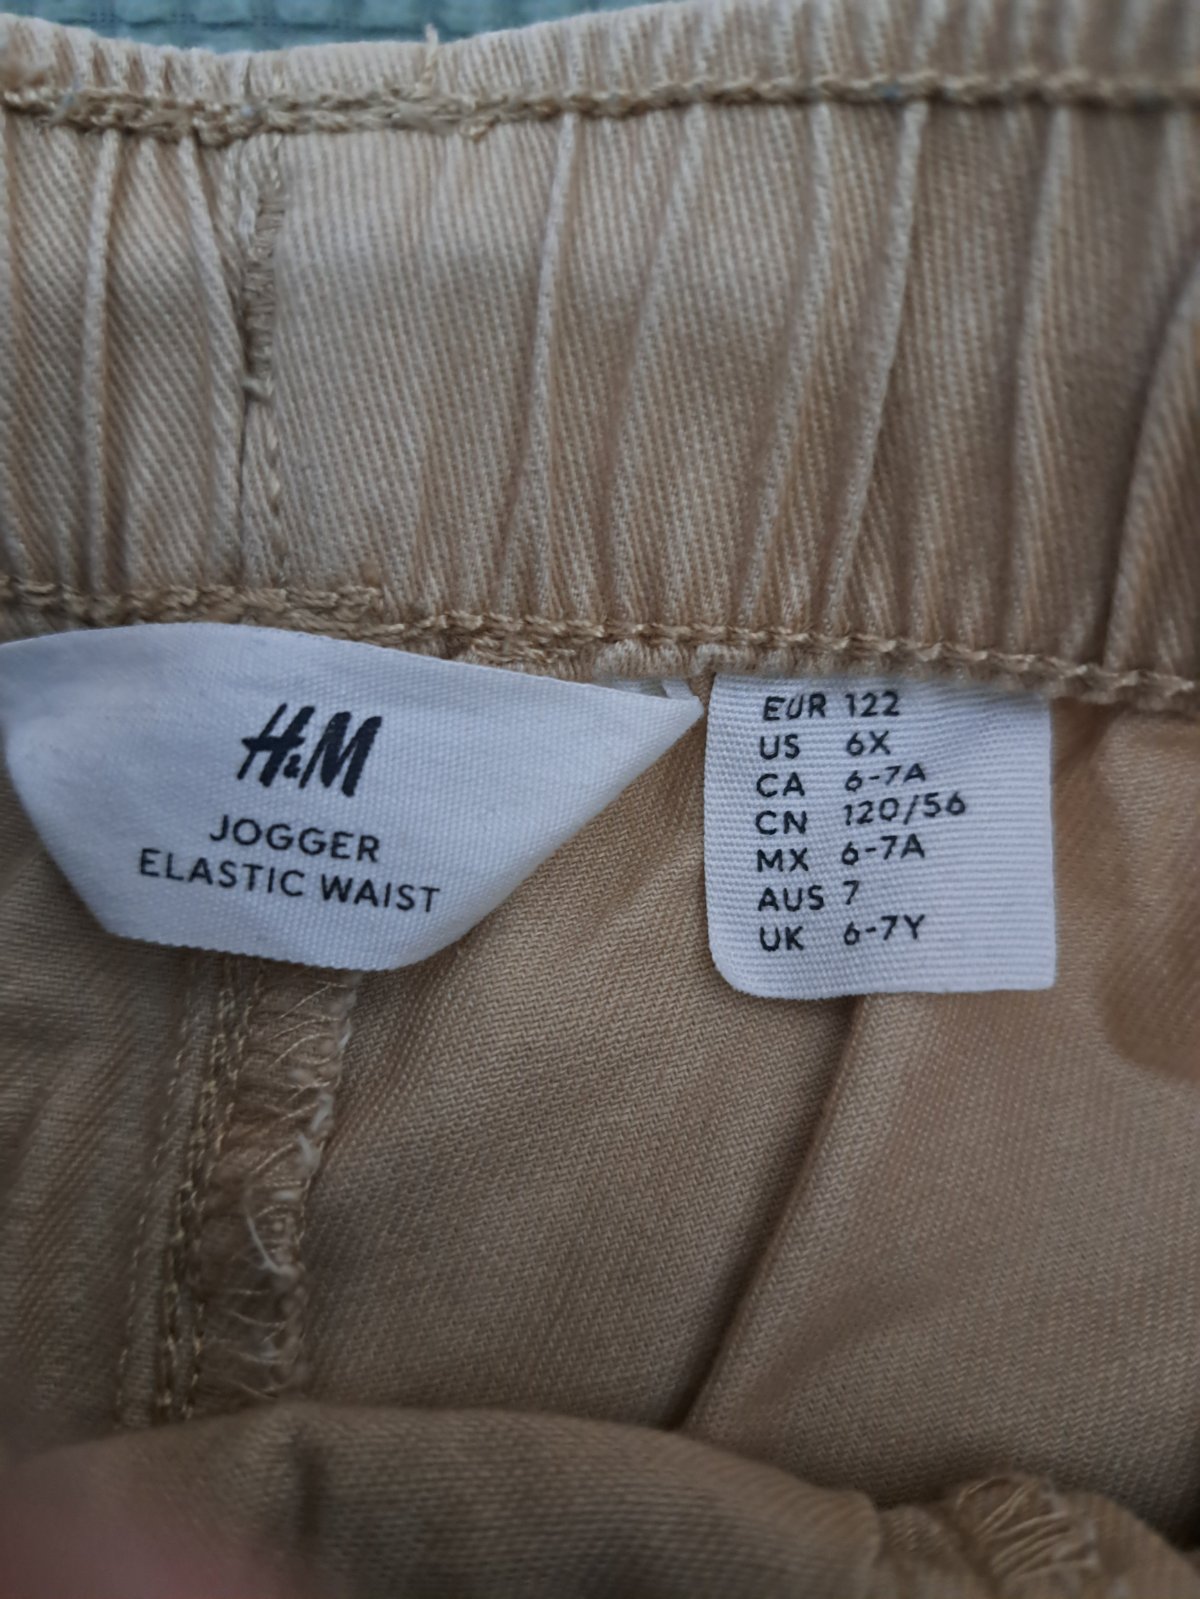 H&M
JOGGER
ELASTIC WAIST
EUR 122
US 6X
CA 6-7A
CN 120/56
MX 6-7A
AUS 7
UK 6-7Y